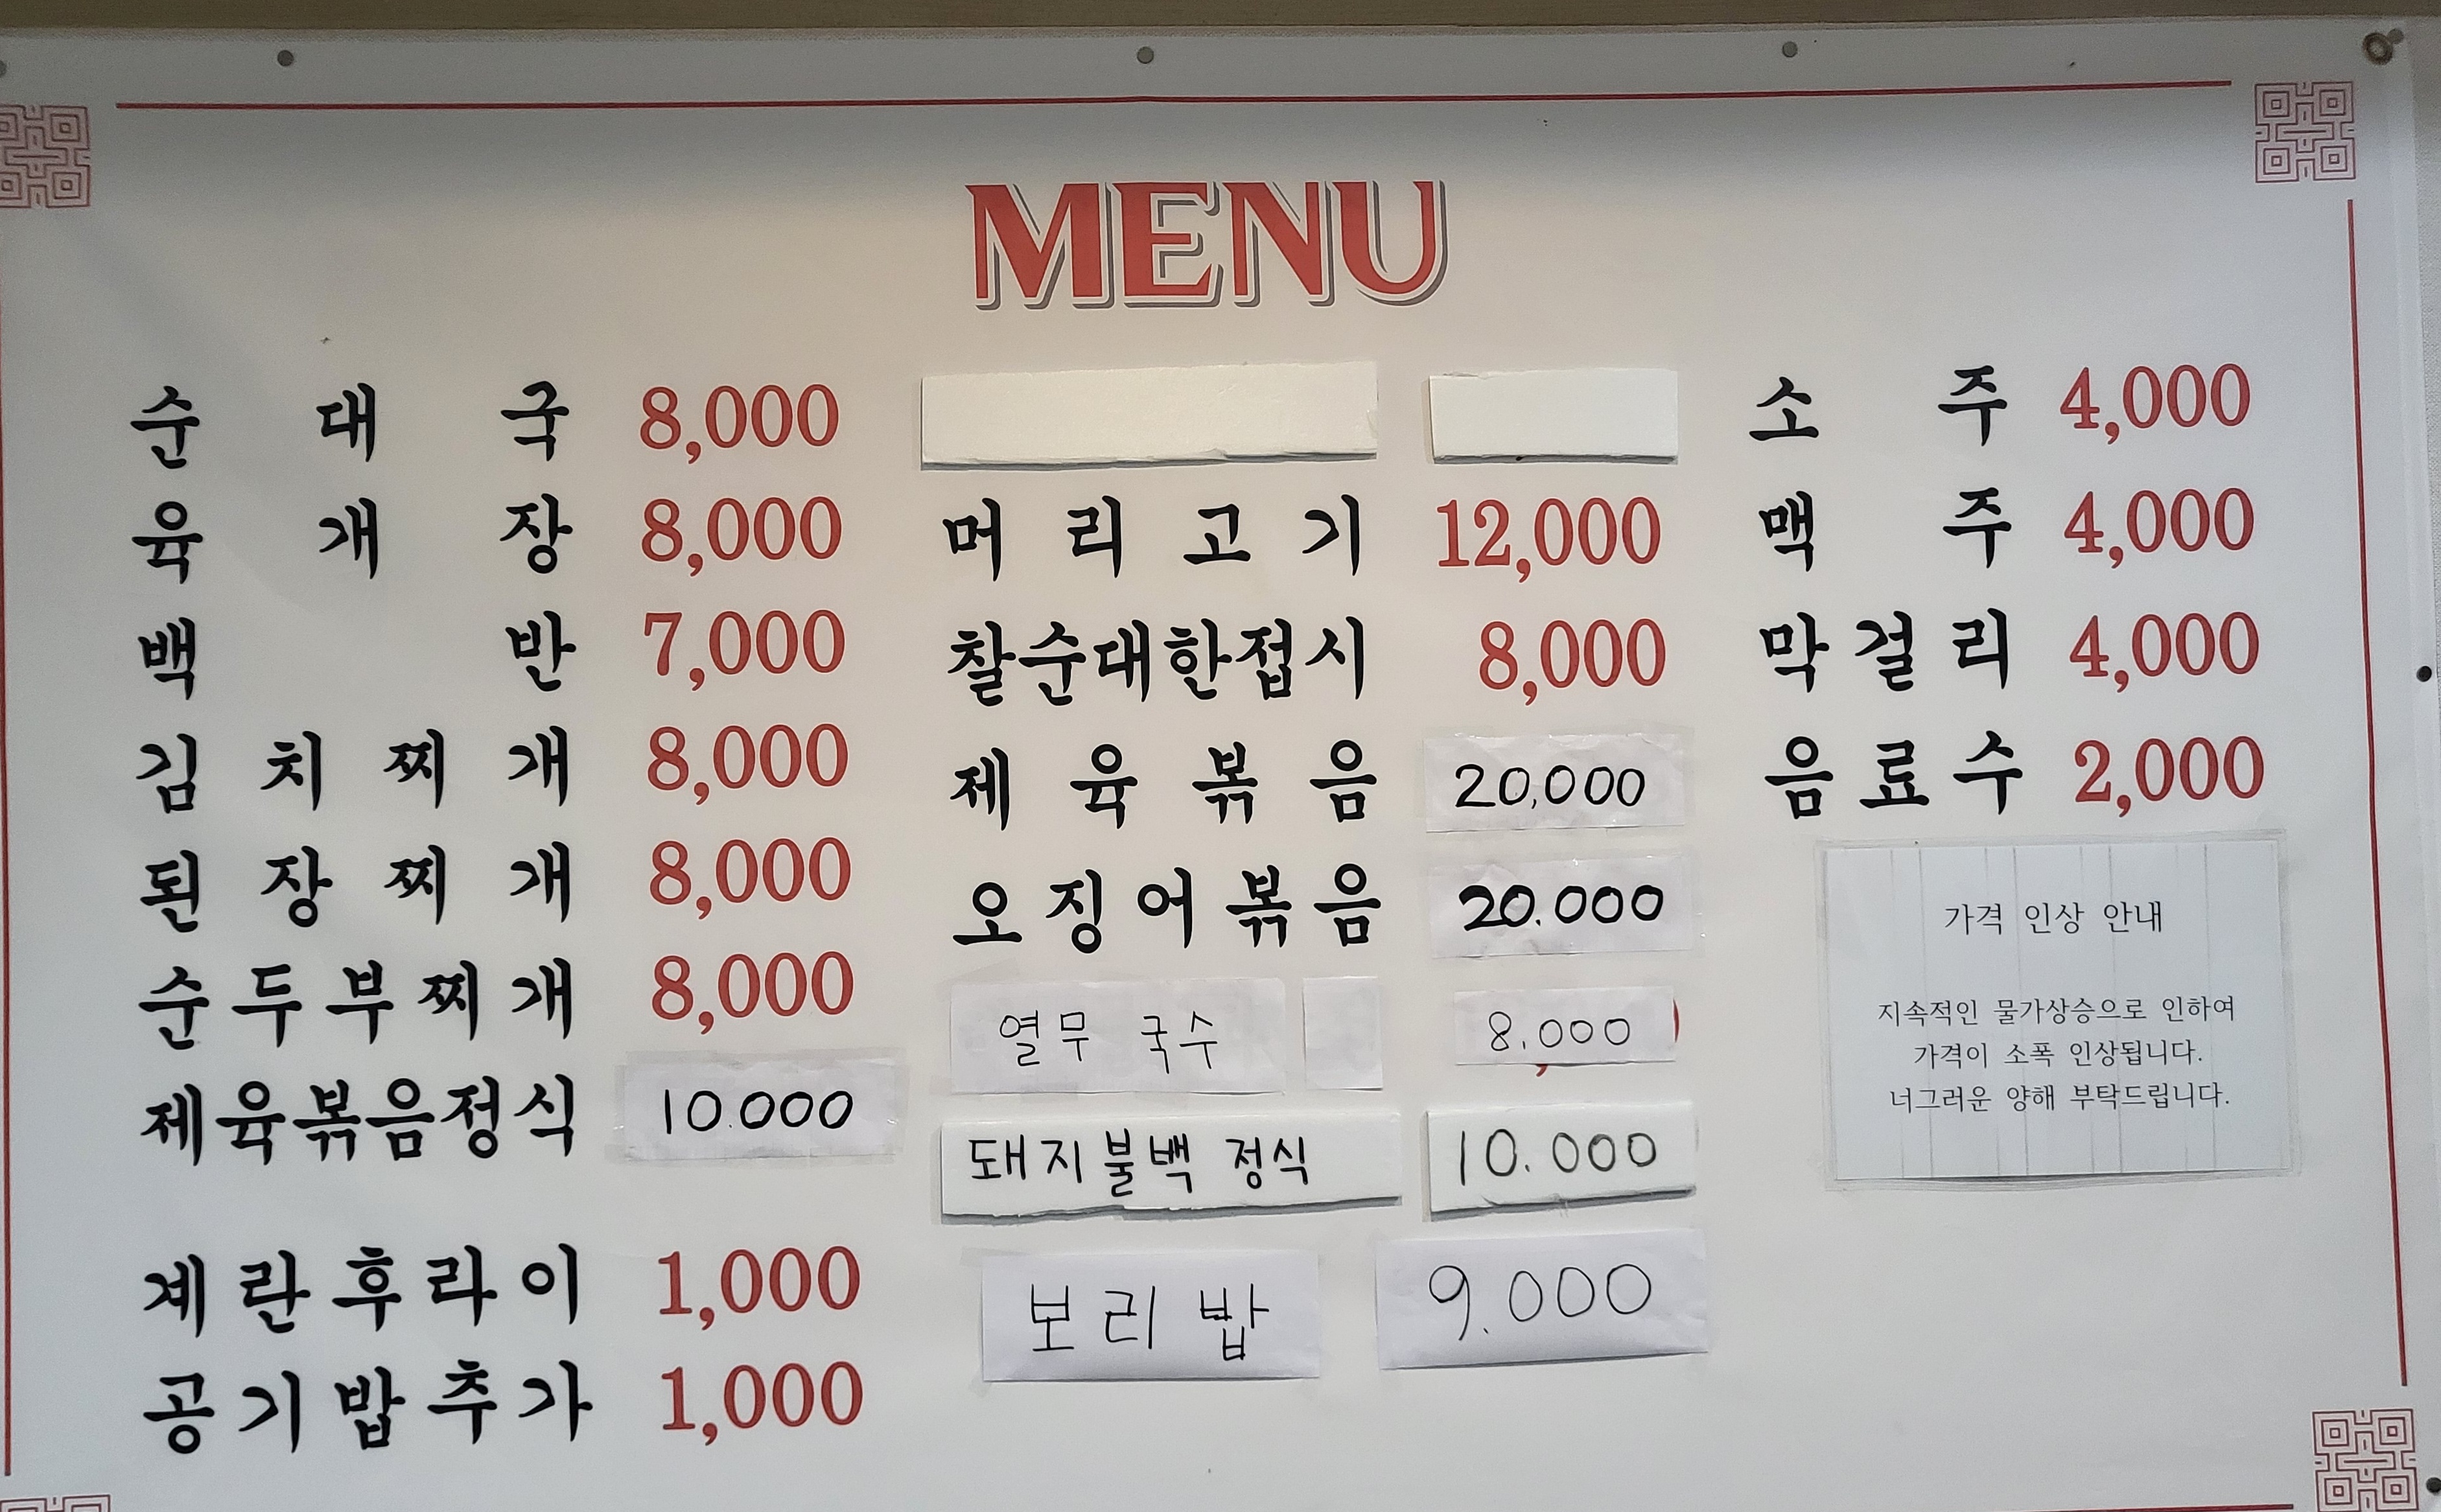 MENU
순대국 8,000
육개장 8,000
백반 7,000
김치찌개 8,000
된장찌개 8,000
순두부찌개 8,000
제육볶음정식 10.000
계란후라이 1,000
공기밥추가 1,000
머리고기 12,000
찰순대한접시 8,000
제육볶음 20,000
오징어볶음 20.000
열무 국수 8.000
돼지불백 정식 10.000
보리밥 9.000
소주 4,000
맥주 4,000
막걸리 4,000
음료수 2,000
가격 인상 안내
지속적인 물가상승으로 인하여
가격이 소폭 인상됩니다.
너그러운 양해 부탁드립니다.